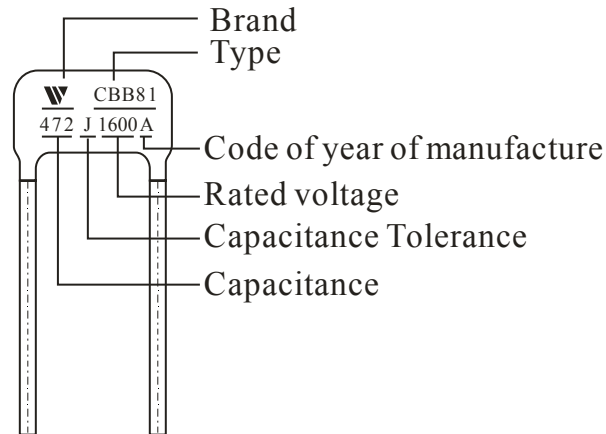 Brand
Type
CBB81
472 J 1600 A
Code of year of manufacture
Rated voltage
Capacitance Tolerance
Capacitance